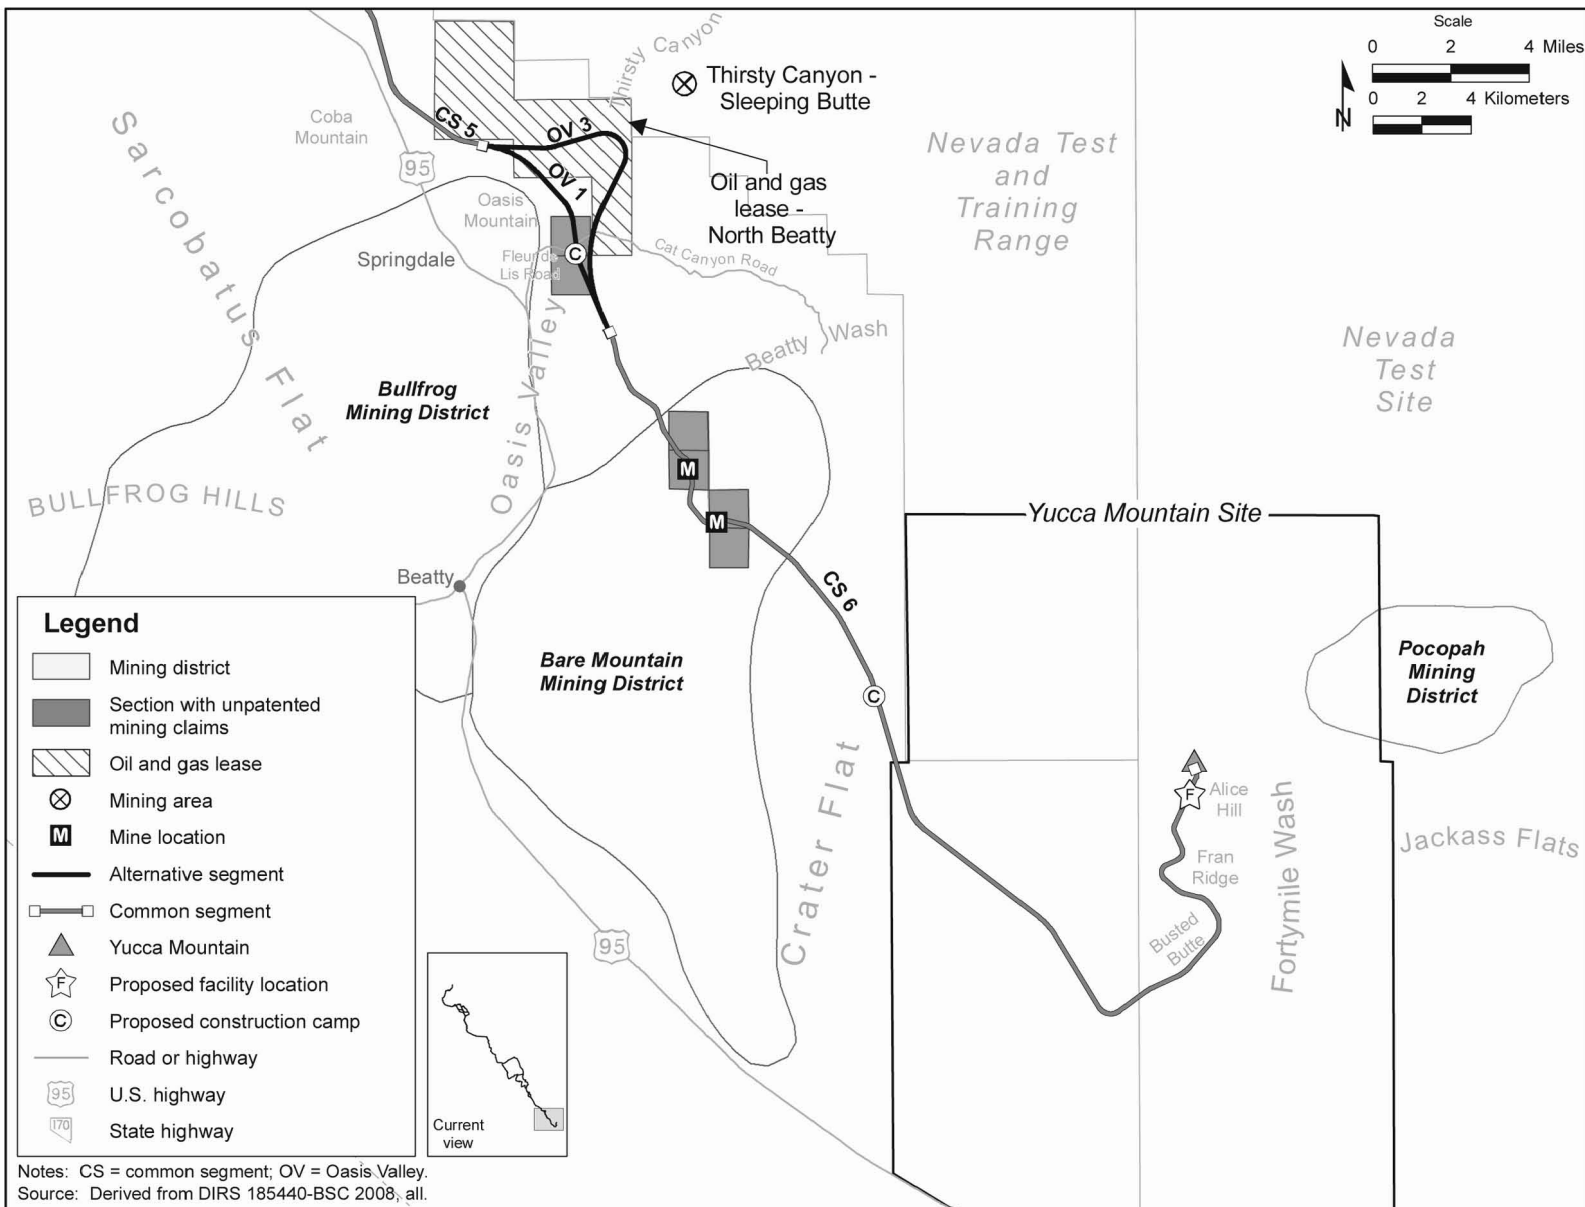 Scale
0 2 4 Miles
0 2 4 Kilometers
N
Thirsty Canyon
Thirsty Canyon -
Sleeping Butte
Coba
Mountain
CS 5
OV 3
OV 1
95
Oil and gas
lease -
North Beatty
Nevada Test
and
Training
Range
Sarcobatus Flat
Oasis
Mountain
Springdale
Fleur de
Lis Road
C
Cat Canyon Road
Beatty Wash
Nevada
Test
Site
Bullfrog
Mining District
Oasis Valley
BULLFROG HILLS
M
M
Yucca Mountain Site
Beatty
CS 6
Bare Mountain
Mining District
C
Pocopah
Mining
District
Crater Flat
F
Alice
Hill
Fran
Ridge
Busted
Butte
Fortymile Wash
Jackass Flats
95
Legend
Mining district
Section with unpatented
mining claims
Oil and gas lease
Mining area
M Mine location
Alternative segment
Common segment
Yucca Mountain
F Proposed facility location
C Proposed construction camp
Road or highway
95 U.S. highway
170 State highway
Current
view
Notes: CS = common segment; OV = Oasis Valley.
Source: Derived from DIRS 185440-BSC 2008, all.